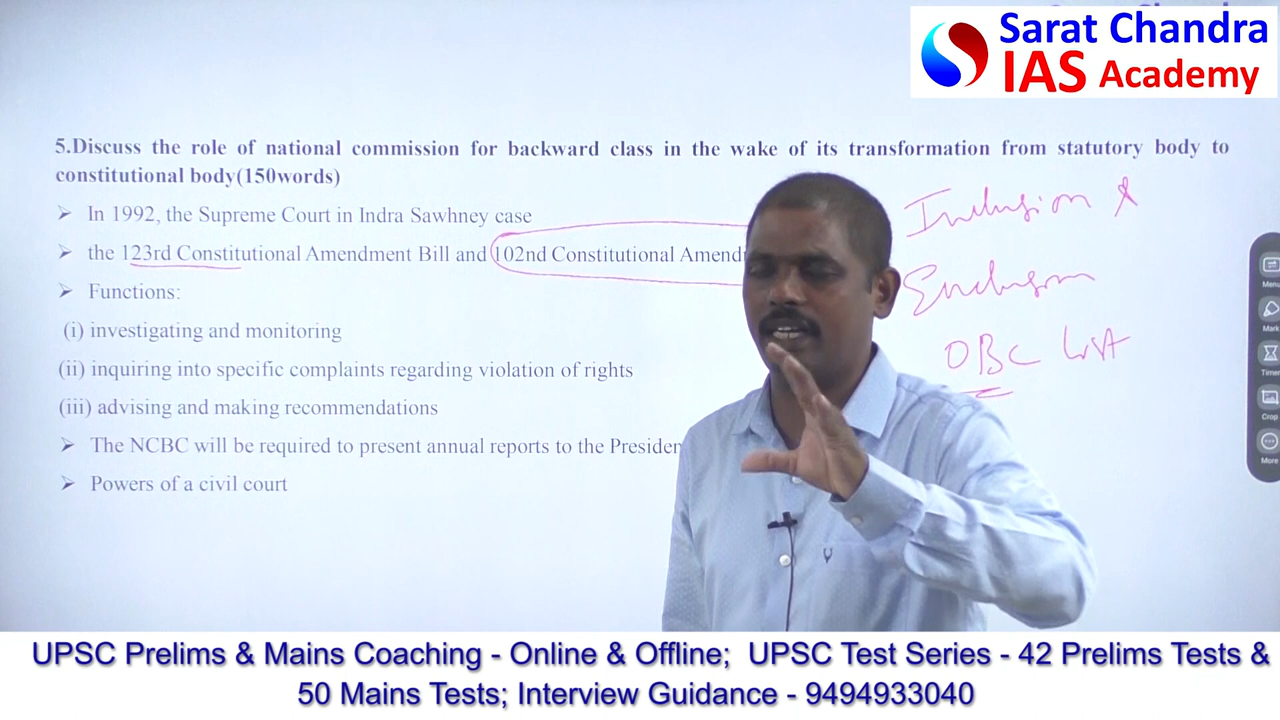 Sarat Chandra
IAS Academy
5.Discuss the role of national commission for backward class in the wake of its transformation from statutory body to
constitutional body(150words)
➢ In 1992, the Supreme Court in Indra Sawhney case
➢ the 123rd Constitutional Amendment Bill and 102nd Constitutional Amend
➢ Functions:
(i) investigating and monitoring
(ii) inquiring into specific complaints regarding violation of rights
(iii) advising and making recommendations
➢ The NCBC will be required to present annual reports to the Presiden
➢ Powers of a civil court
Inclusion &
Exclusion
OBC List
Menu
Mark
Timer
Crop
More
UPSC Prelims & Mains Coaching - Online & Offline; UPSC Test Series - 42 Prelims Tests &
50 Mains Tests; Interview Guidance - 9494933040